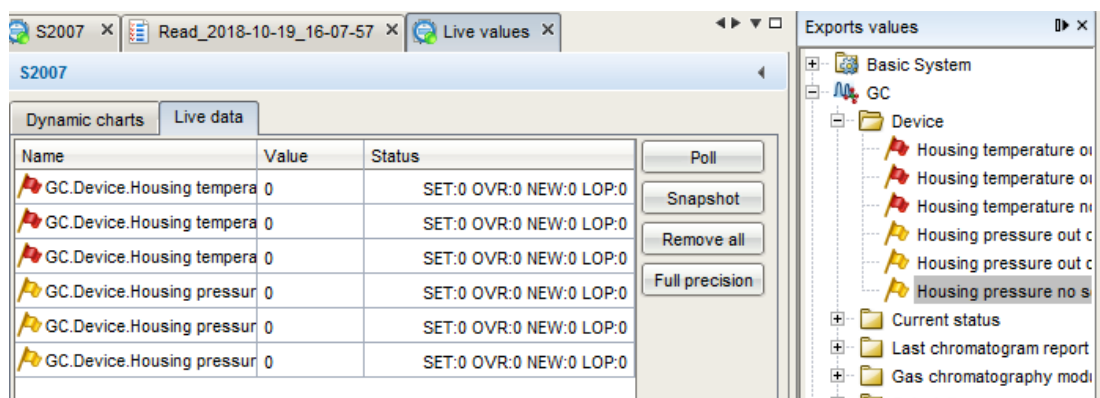 S2007
Read_2018-10-19_16-07-57
Live values
S2007
Dynamic charts
Live data
Name Value Status
GC.Device.Housing tempera 0 SET:0 OVR:0 NEW:0 LOP:0
GC.Device.Housing tempera 0 SET:0 OVR:0 NEW:0 LOP:0
GC.Device.Housing tempera 0 SET:0 OVR:0 NEW:0 LOP:0
GC.Device.Housing pressur 0 SET:0 OVR:0 NEW:0 LOP:0
GC.Device.Housing pressur 0 SET:0 OVR:0 NEW:0 LOP:0
GC.Device.Housing pressur 0 SET:0 OVR:0 NEW:0 LOP:0
Poll
Snapshot
Remove all
Full precision
Exports values
Basic System
GC
Device
Housing temperature
Housing temperature
Housing temperature
Housing pressure out
Housing pressure out
Housing pressure no
Current status
Last chromatogram report
Gas chromatography